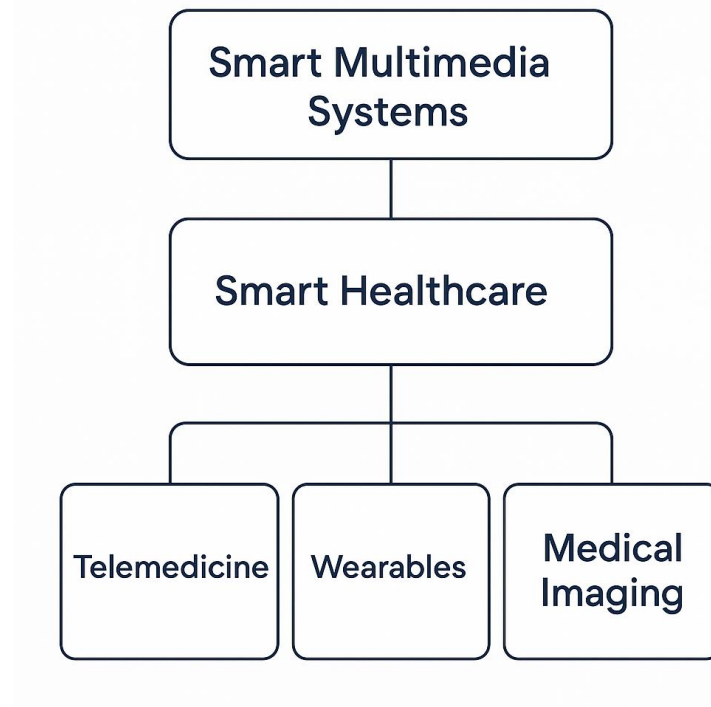 Smart Multimedia
Systems
Smart Healthcare
Telemedicine
Wearables
Medical
Imaging